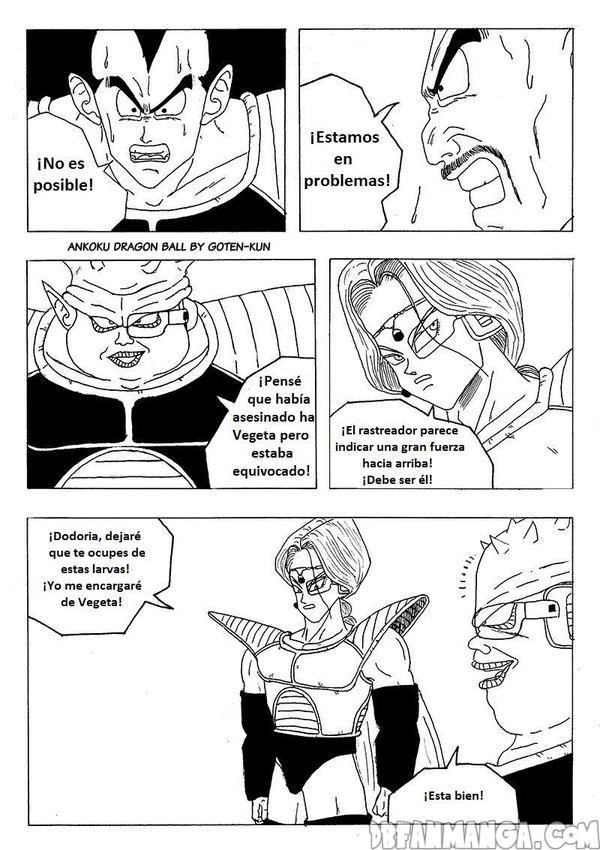 ¡No es
posible!
¡Estamos
en
problemas!
ANKOKU DRAGON BALL BY GOTEN-KUN
¡Pensé
que había
asesinado ha
Vegeta pero
estaba
equivocado!
¡El rastreador parece
indicar una gran fuerza
hacia arriba!
¡Debe ser él!
¡Dodoria, dejaré
que te ocupes de
estas larvas!
¡Yo me encargaré
de Vegeta!
¡Esta bien!
DBFANMANGA.COM